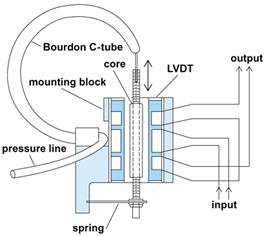 Bourdon C-tube
LVDT
output
core
mounting block
pressure line
input
spring